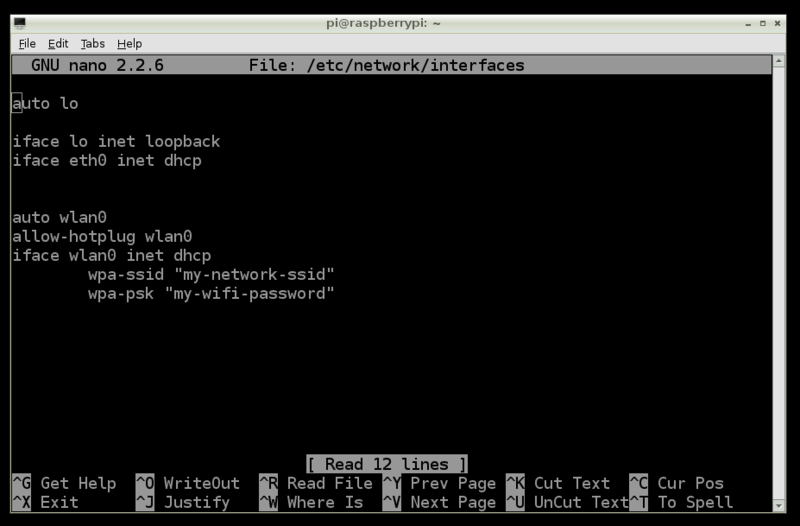 pi@raspberrypi: ~
File Edit Tabs Help
GNU nano 2.2.6 File: /etc/network/interfaces
auto lo
iface lo inet loopback
iface eth0 inet dhcp
auto wlan0
allow-hotplug wlan0
iface wlan0 inet dhcp
wpa-ssid "my-network-ssid"
wpa-psk "my-wifi-password"
[ Read 12 lines ]
^G Get Help ^O WriteOut ^R Read File ^Y Prev Page ^K Cut Text ^C Cur Pos
^X Exit ^J Justify ^W Where Is ^V Next Page ^U UnCut Text ^T To Spell